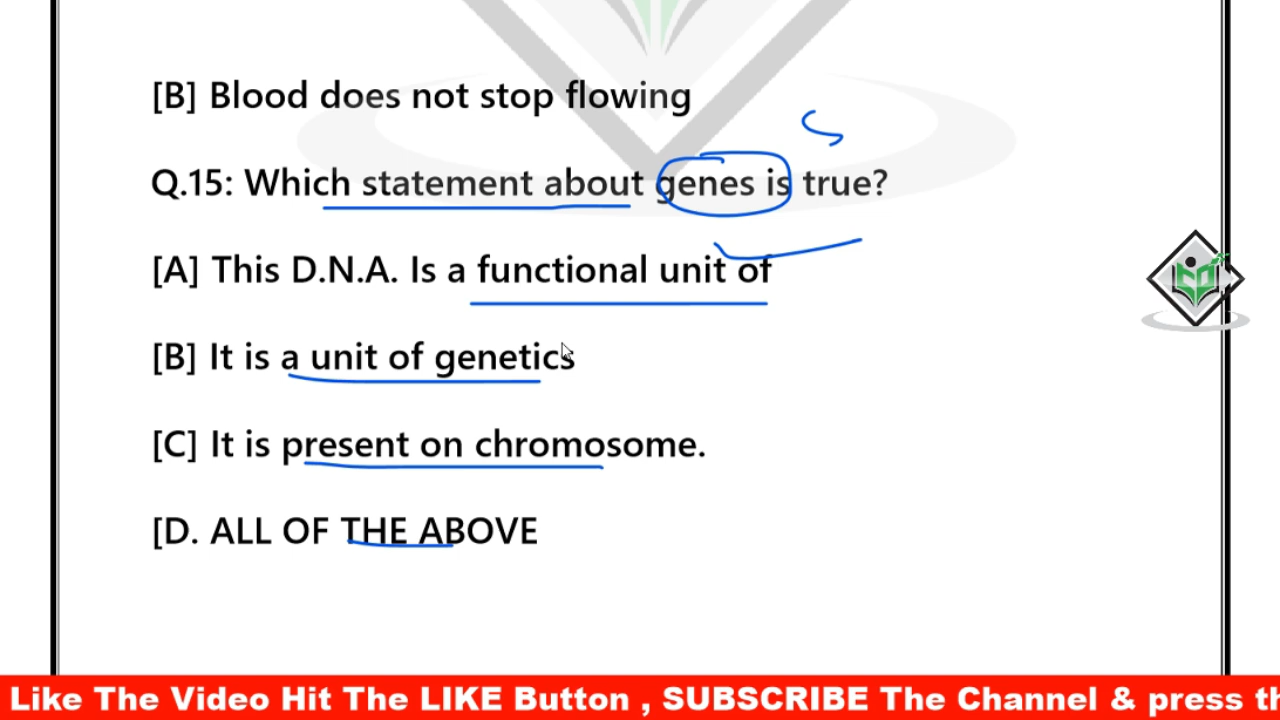 [B] Blood does not stop flowing
Q.15: Which statement about genes is true?
[A] This D.N.A. Is a functional unit of
[B] It is a unit of genetics
[C] It is present on chromosome.
[D. ALL OF THE ABOVE
Like The Video Hit The LIKE Button , SUBSCRIBE The Channel & press th